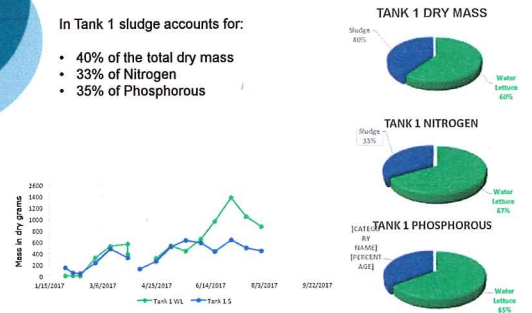 In Tank 1 sludge accounts for:
• 40% of the total dry mass
• 33% of Nitrogen
• 35% of Phosphorous
TANK 1 DRY MASS
Sludge
40%
Water
Lettuce
60%
TANK 1 NITROGEN
Sludge
33%
Water
Lettuce
67%
TANK 1 PHOSPHOROUS
[CATEGO
RY
NAME]
[PERCENT
AGE]
Water
Lettuce
65%
Mass in dry grams
1600
1400
1200
1000
800
600
400
200
0
1/15/2017
3/6/2017
4/25/2017
6/14/2017
8/3/2017
9/22/2017
Tank 1 WL
Tank 1 S